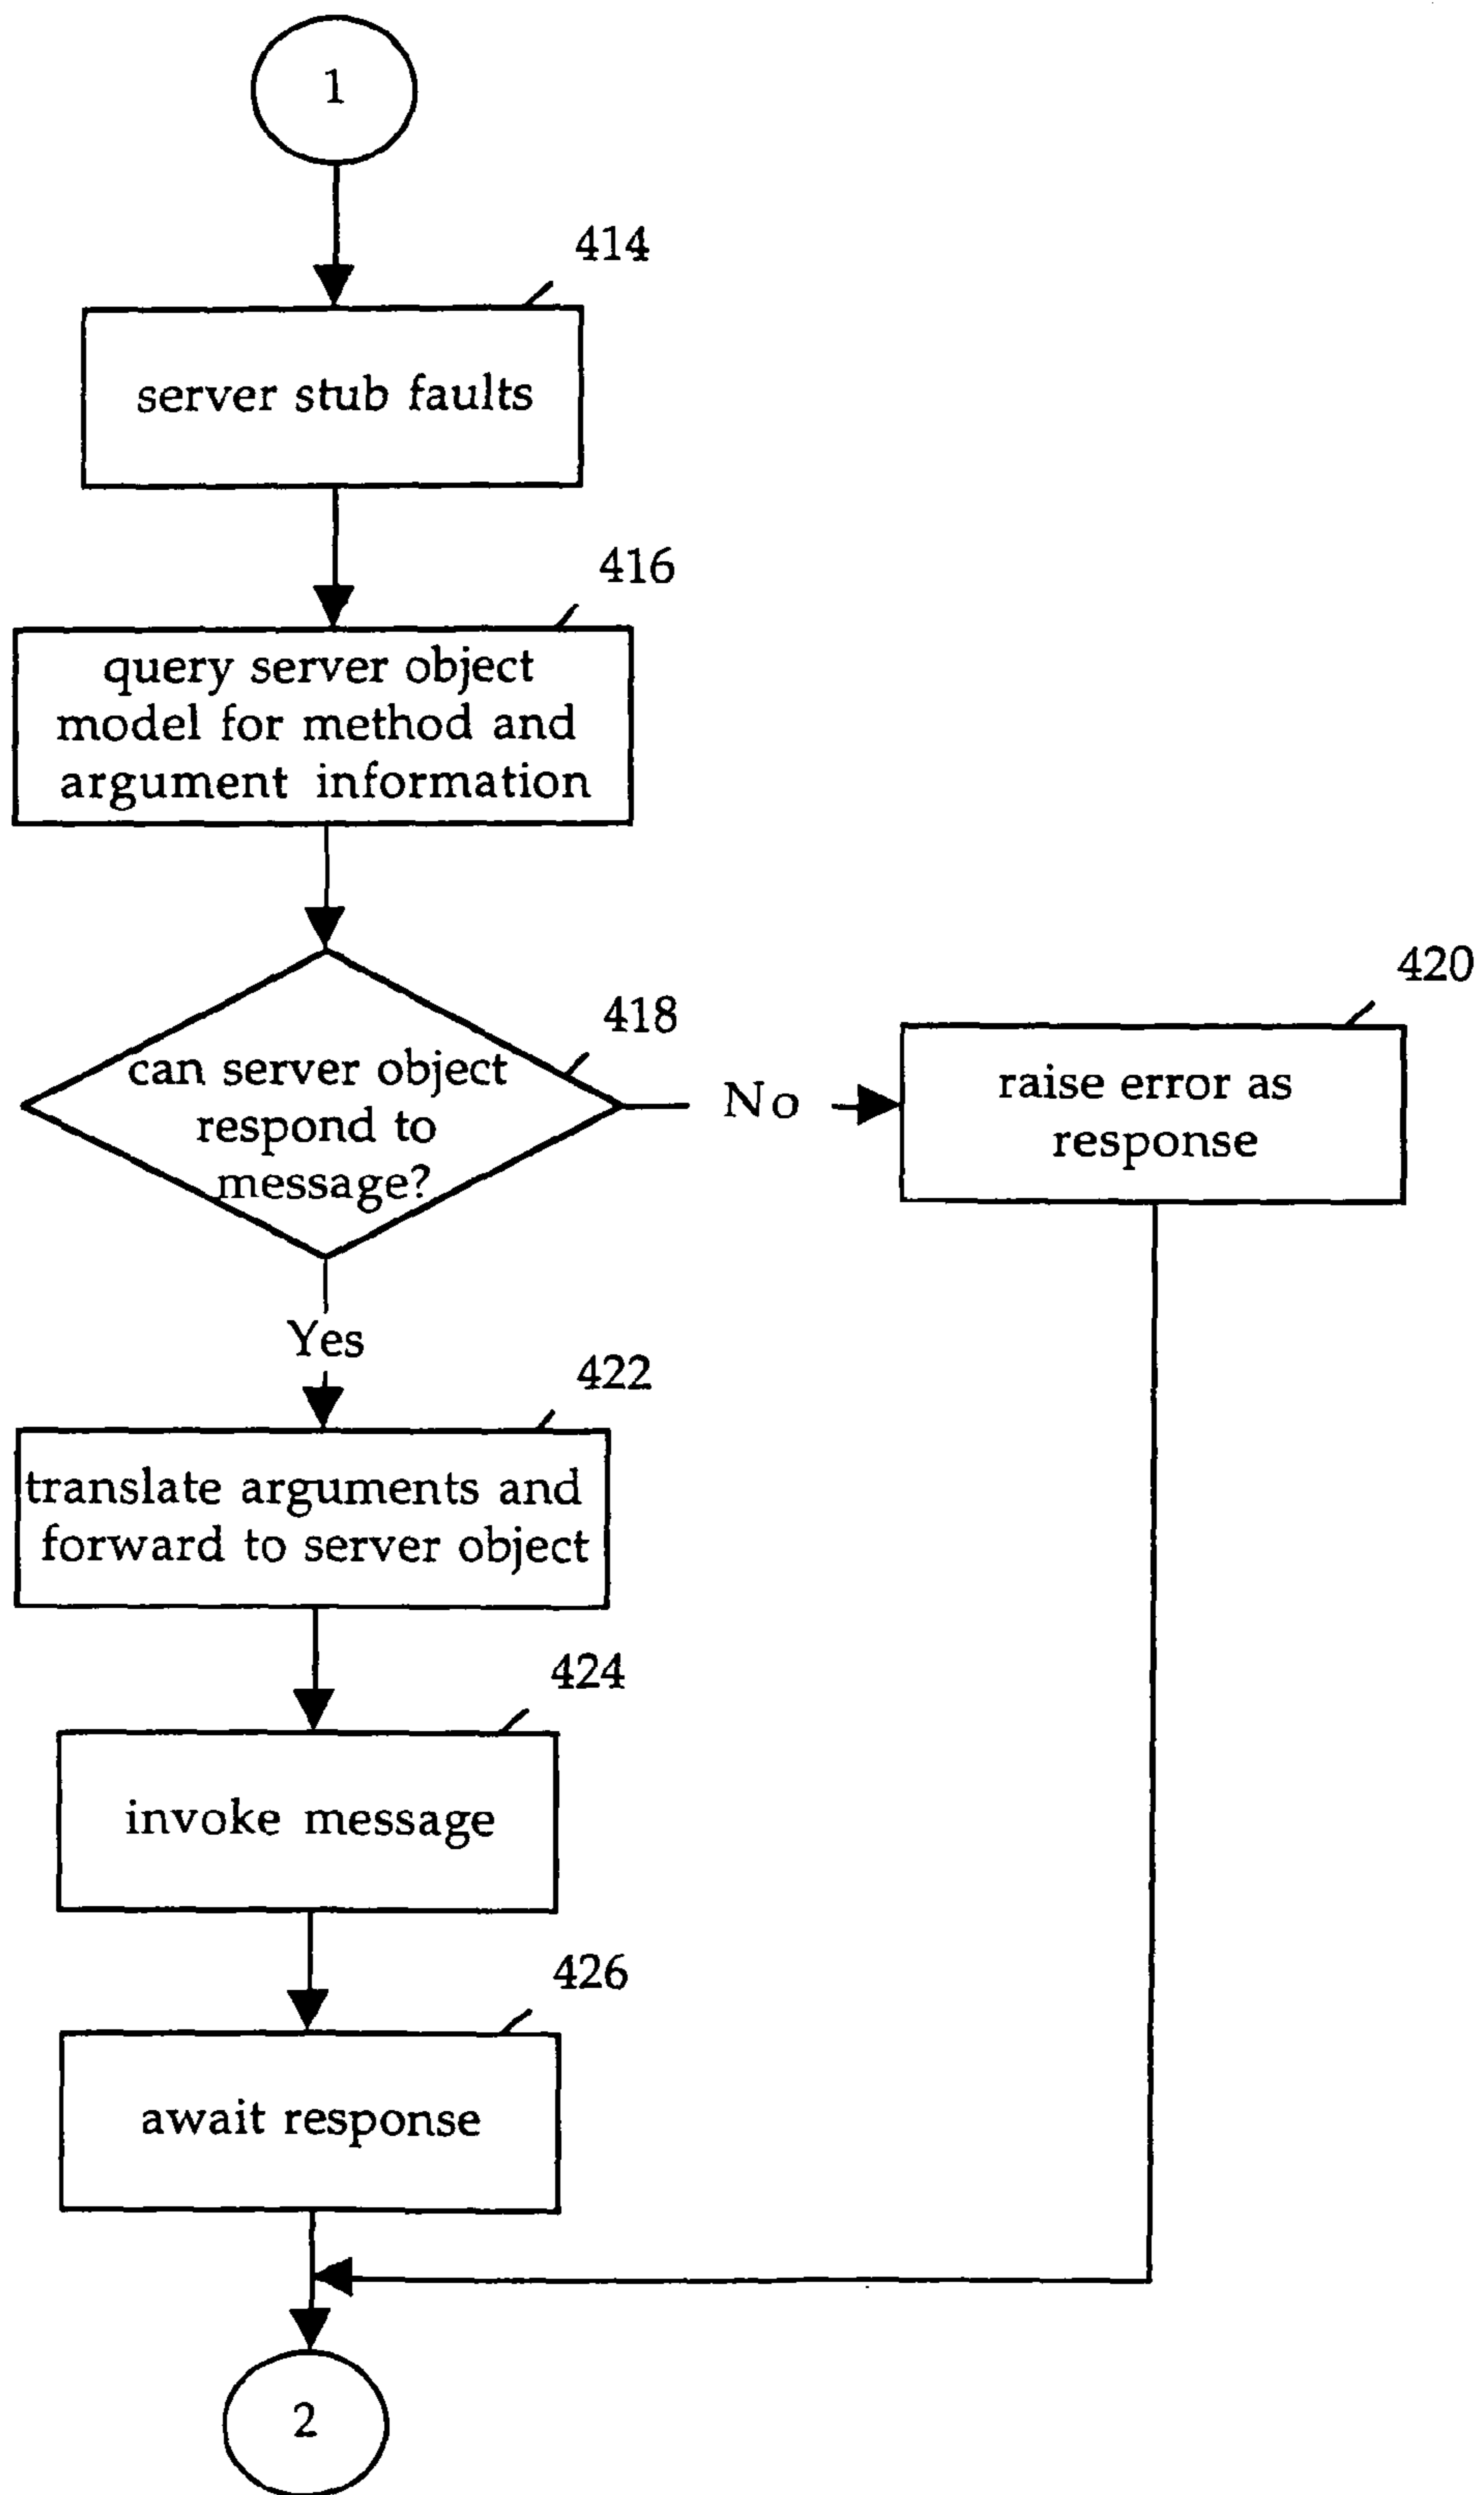 1
414
server stub faults
416
query server object
model for method and
argument information
418
can server object
respond to
message?
No
420
raise error as
response
Yes
422
translate arguments and
forward to server object
424
invoke message
426
await response
2